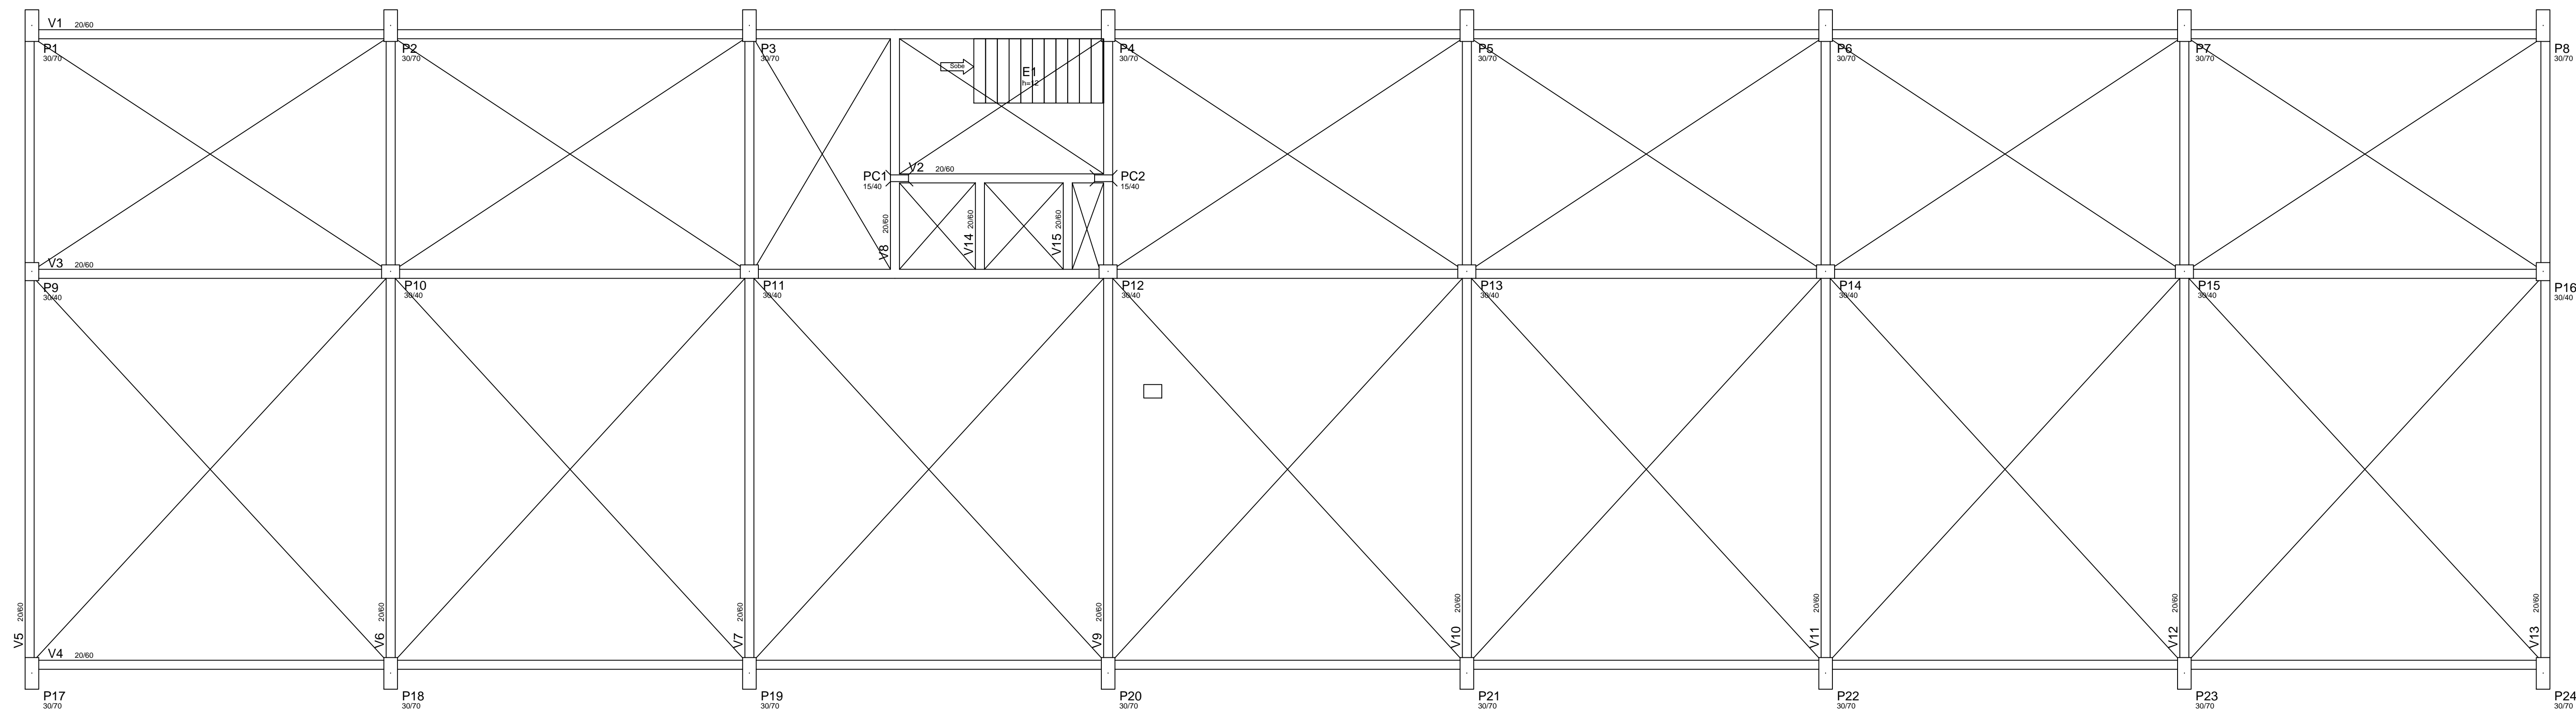 V1 20/60
P1
30/70
P2
30/70
P3
30/70
P4
30/70
P5
30/70
P6
30/70
P7
30/70
P8
30/70
Sobe
E1
h=12
PC1
15/40
V2 20/60
PC2
15/40
V8 20/60
V14 20/60
V15 20/60
V3 20/60
P9
30/40
P10
30/40
P11
30/40
P12
30/40
P13
30/40
P14
30/40
P15
30/40
P16
30/40
V5 20/60
V6 20/60
V7 20/60
V9 20/60
V10 20/60
V11 20/60
V12 20/60
V13 20/60
V4 20/60
P17
30/70
P18
30/70
P19
30/70
P20
30/70
P21
30/70
P22
30/70
P23
30/70
P24
30/70